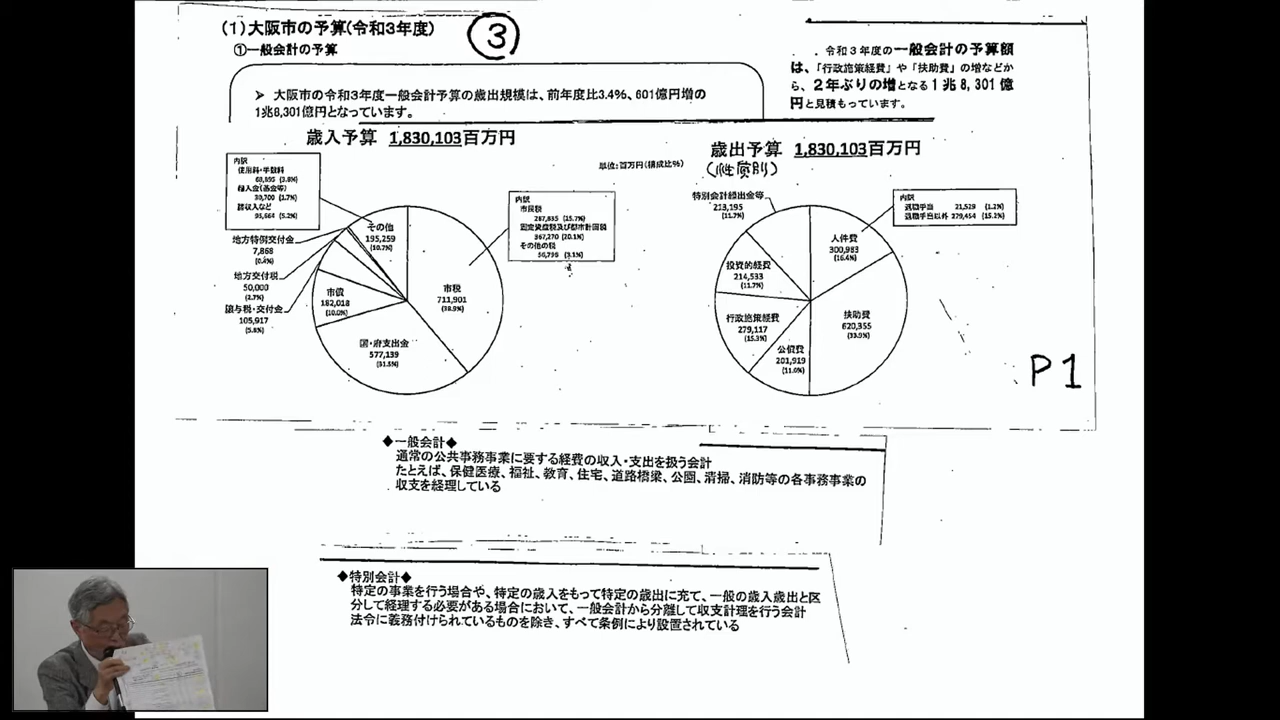 (1)大阪市の予算(令和3年度)
①一般会計の予算
③
➢ 大阪市の令和3年度一般会計予算の歳出規模は、前年度比3.4%、601億円増の
1兆8,301億円となっています。
令和3年度の一般会計の予算額
は、「行政施策経費」や「扶助費」の増などか
ら、2年ぶりの増となる1兆8,301億
円と見積もっています。
歳入予算 1,830,103百万円
単位:百万円(構成比%)
内訳
使用料・手数料
68,895 (3.8%)
繰入金(基金等)
30,700 (1.7%)
諸収入など
95,664 (5.2%)
その他
195,259
(10.7%)
地方特例交付金
7,868
(0.4%)
地方交付税
50,000
(2.7%)
譲与税・交付金
105,917
(5.8%)
市債
182,018
(10.0%)
国・府支出金
577,139
(31.5%)
市税
711,901
(38.9%)
内訳
市民税
287,835 (15.7%)
固定資産税及び都市計画税
367,270 (20.1%)
その他の税
56,796 (3.1%)
歳出予算 1,830,103百万円
(性質別)
特別会計繰出金等
213,195
(11.7%)
投資的経費
214,533
(11.7%)
行政施策経費
279,117
(15.3%)
公債費
201,919
(11.0%)
扶助費
620,355
(33.9%)
人件費
300,983
(16.4%)
内訳
退職手当 21,529 (1.2%)
退職手当以外 279,454 (15.2%)
P1
◆一般会計◆
通常の公共事務事業に要する経費の収入・支出を扱う会計
たとえば、保健医療、福祉、教育、住宅、道路橋梁、公園、清掃、消防等の各事務事業の
収支を経理している
◆特別会計◆
特定の事業を行う場合や、特定の歳入をもって特定の歳出に充て、一般の歳入歳出と区
分して経理する必要がある場合において、一般会計から分離して収支計理を行う会計
法令に義務付けられているものを除き、すべて条例により設置されている